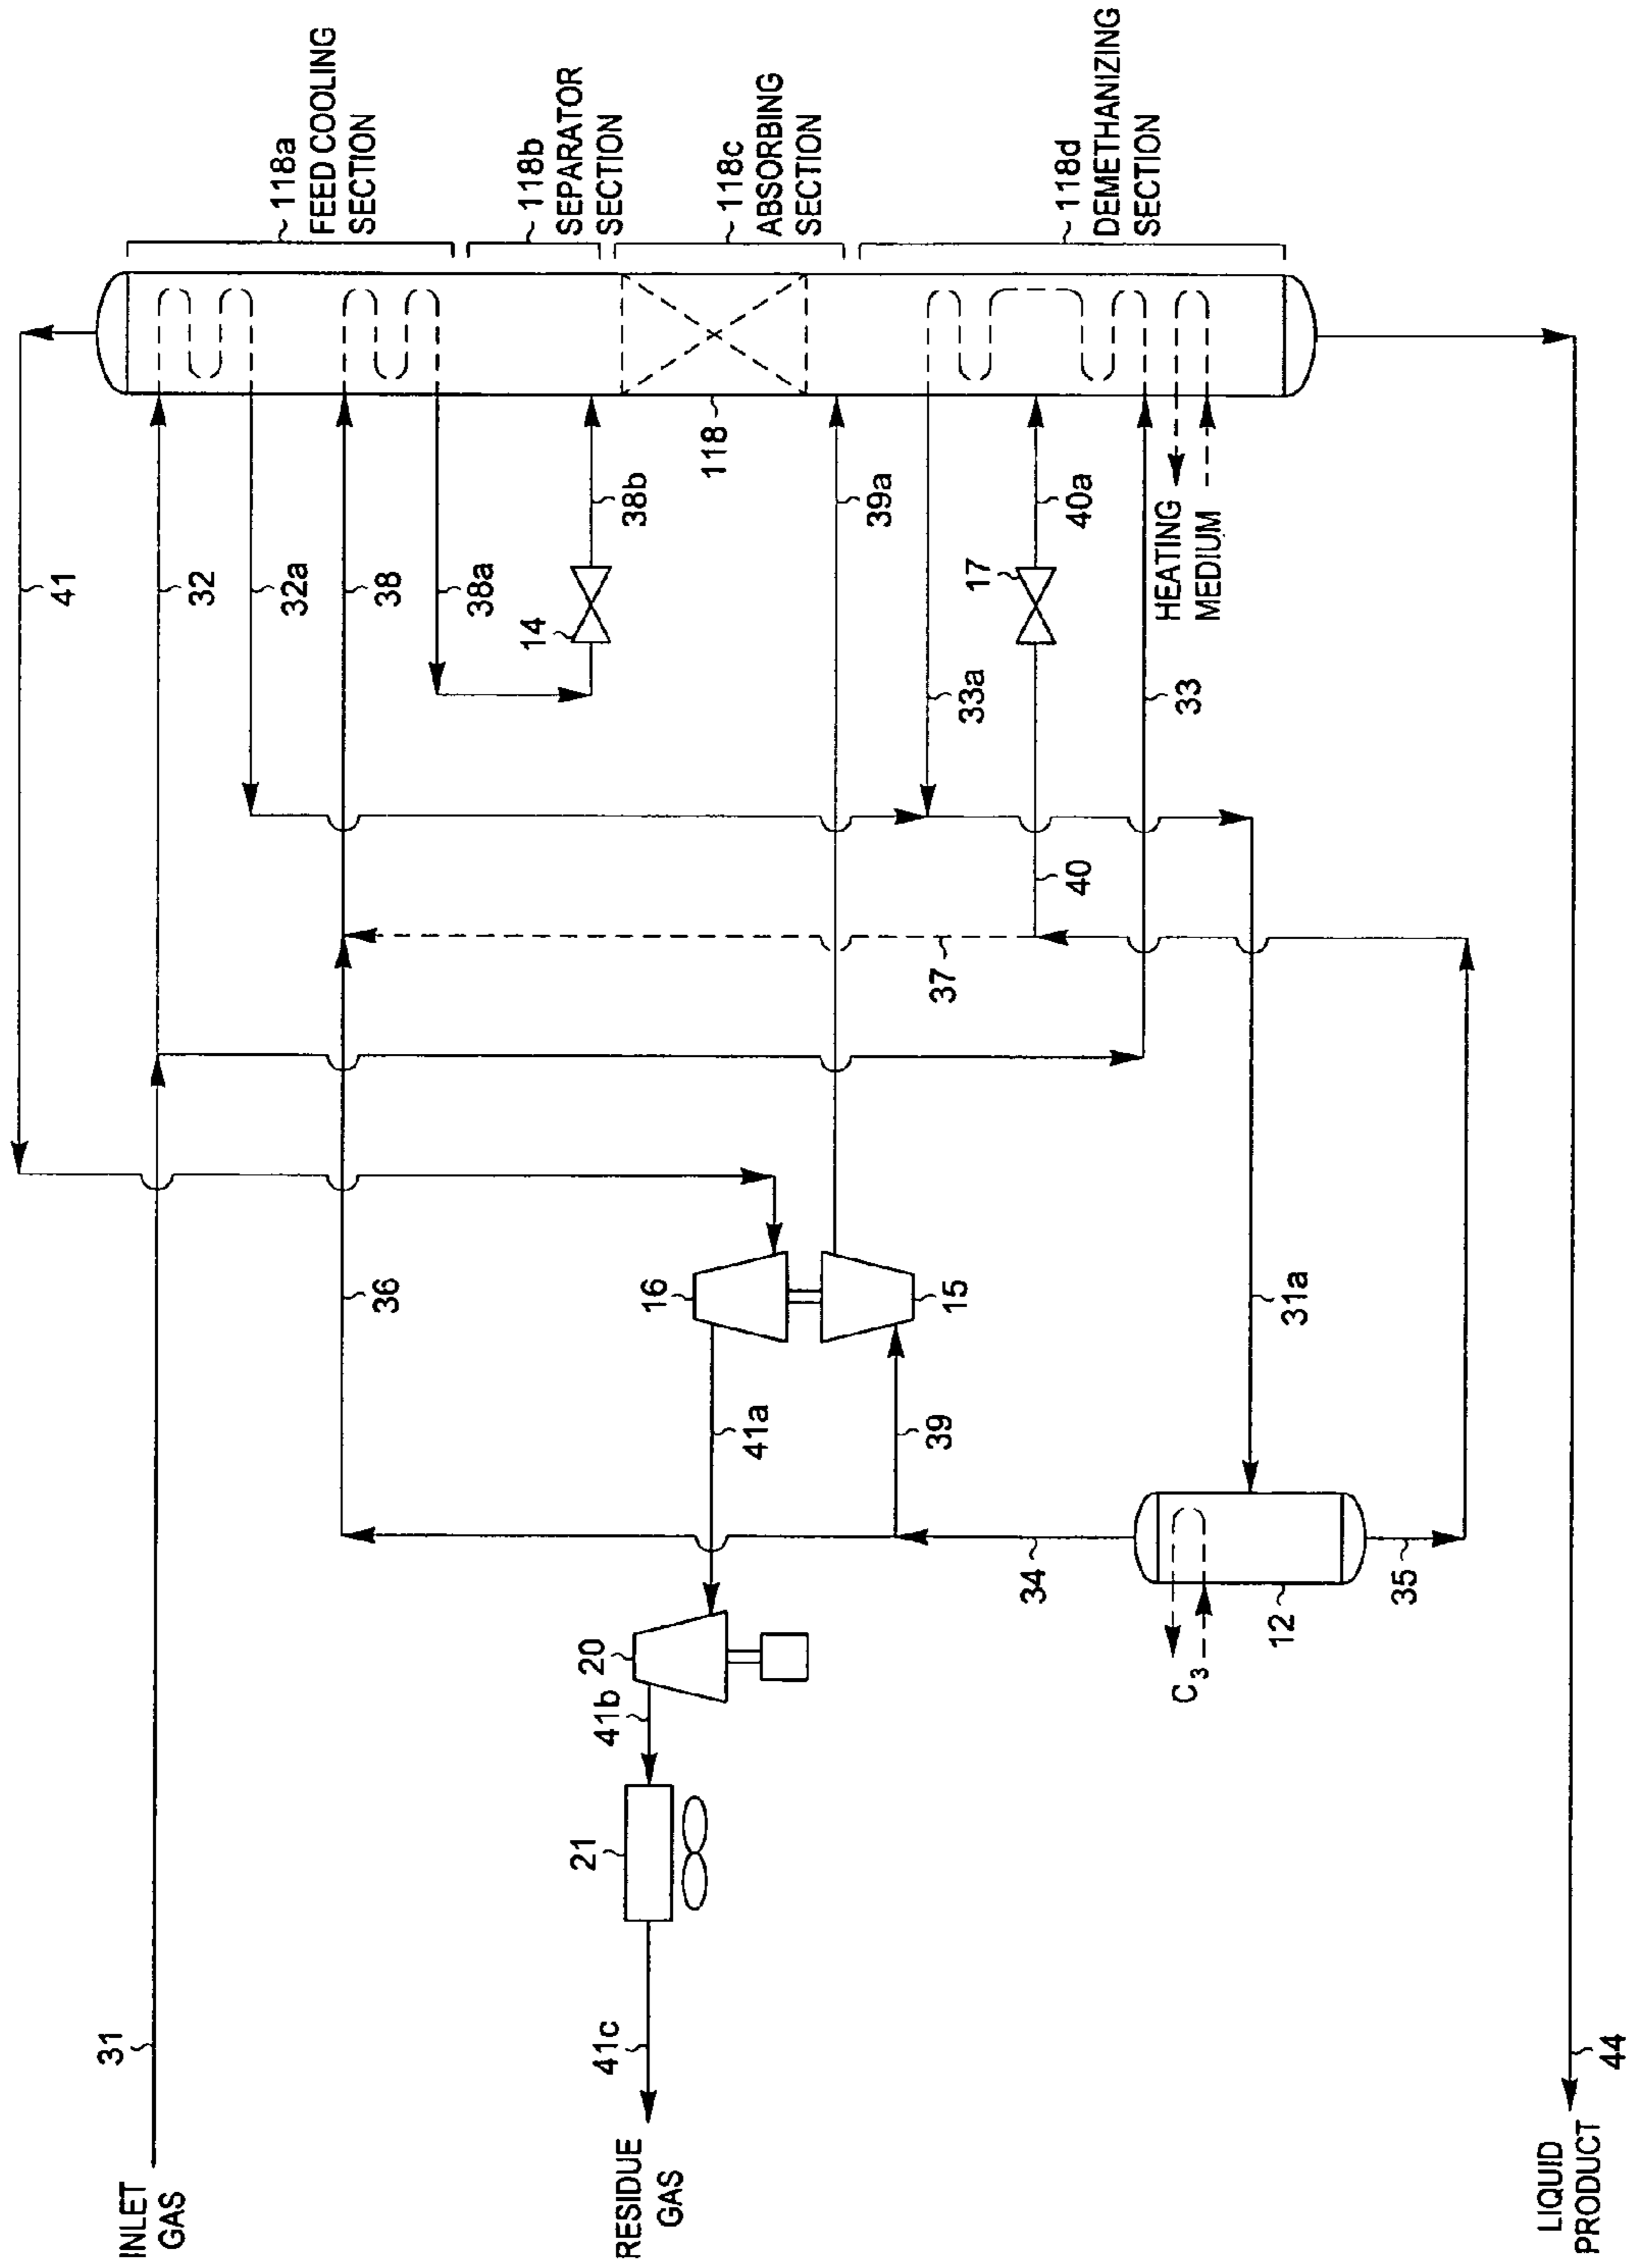 118a
FEED COOLING
SECTION
118b
SEPARATOR
SECTION
118c
ABSORBING
SECTION
118d
DEMETHANIZING
SECTION
41
32
32a
38
38a
14
38b
118
39a
33a
17
40a
HEATING
MEDIUM
33
40
37
36
16
15
31a
41a
39
34
12
35
C3
20
41b
21
41c
31
44
INLET
GAS
RESIDUE
GAS
LIQUID
PRODUCT